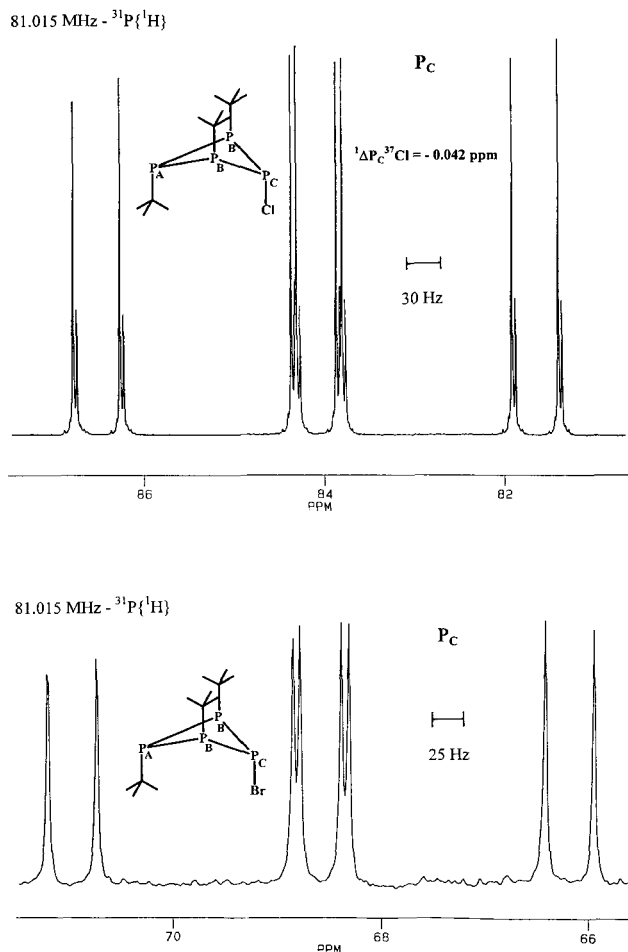 81.015 MHz - ³¹P{¹H}
P_C
P_B
P_B
P_A
P_C
Cl
¹ΔP_C³⁷Cl = - 0.042 ppm
30 Hz
86 84 82
PPM
81.015 MHz - ³¹P{¹H}
P_C
P_B
P_B
P_A
P_C
Br
25 Hz
70 68 66
PPM